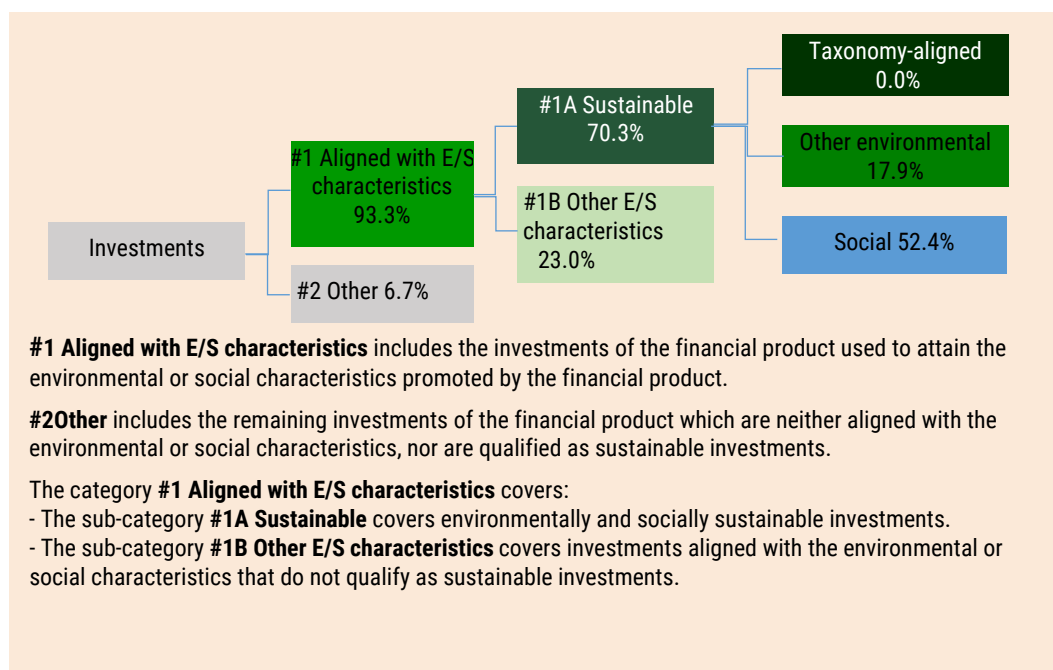 Investments
#1 Aligned with E/S
characteristics
93.3%
#2 Other 6.7%
#1A Sustainable
70.3%
#1B Other E/S
characteristics
23.0%
Taxonomy-aligned
0.0%
Other environmental
17.9%
Social 52.4%
#1 Aligned with E/S characteristics includes the investments of the financial product used to attain the
environmental or social characteristics promoted by the financial product.
#2Other includes the remaining investments of the financial product which are neither aligned with the
environmental or social characteristics, nor are qualified as sustainable investments.
The category #1 Aligned with E/S characteristics covers:
- The sub-category #1A Sustainable covers environmentally and socially sustainable investments.
- The sub-category #1B Other E/S characteristics covers investments aligned with the environmental or
social characteristics that do not qualify as sustainable investments.